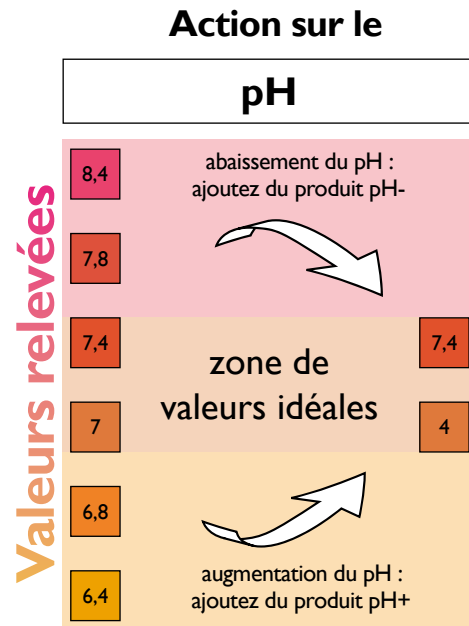 Action sur le
pH
Valeurs relevées
8,4
abaissement du pH :
ajoutez du produit pH-
7,8
7,4
zone de
valeurs idéales
7,4
7
4
6,8
6,4
augmentation du pH :
ajoutez du produit pH+